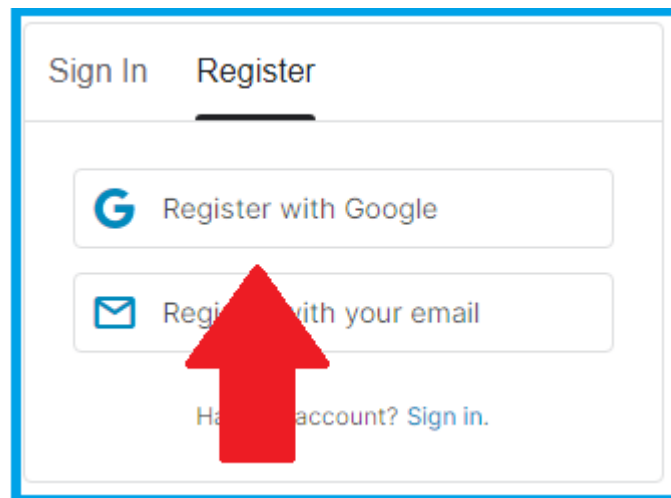 Sign In Register
Register with Google
with your email
account? Sign in.